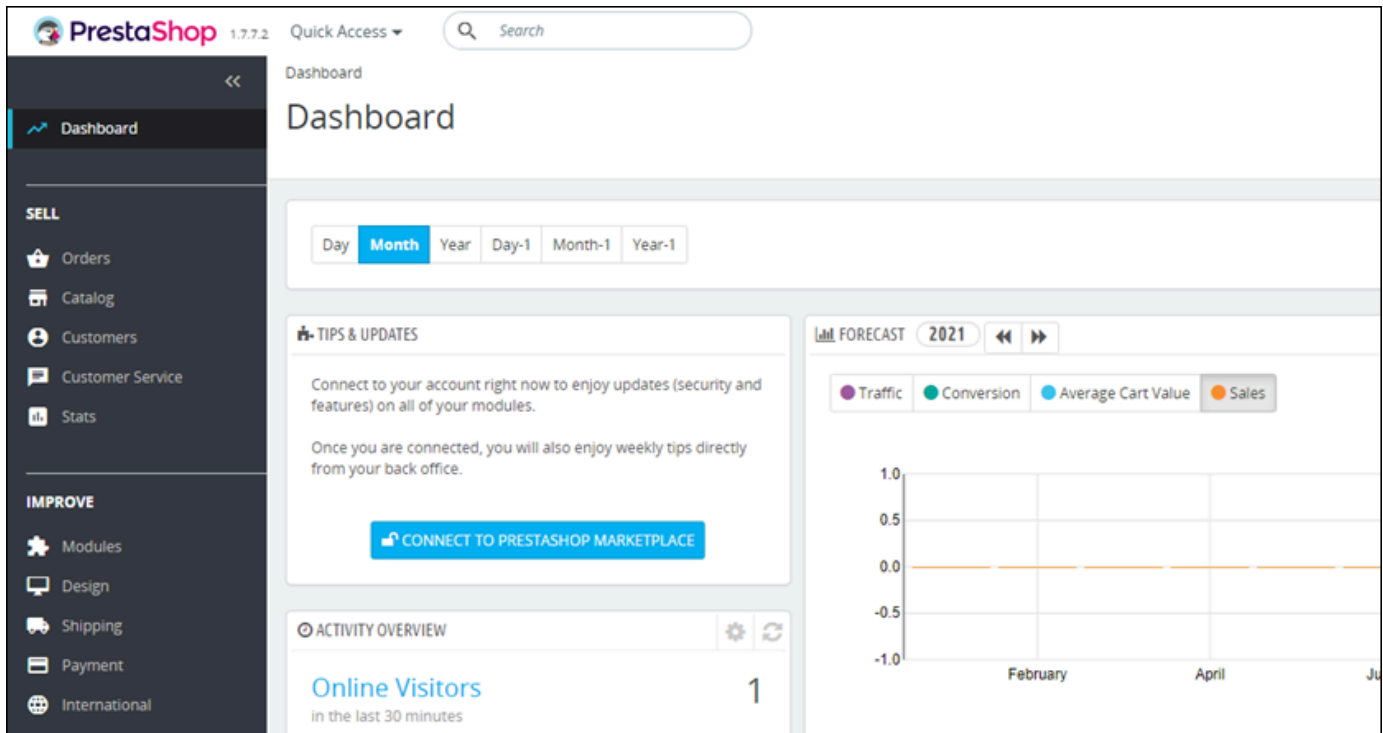 PrestaShop 1.7.7.2 Quick Access Search
Dashboard
SELL
Orders
Catalog
Customers
Customer Service
Stats
IMPROVE
Modules
Design
Shipping
Payment
International
Dashboard
Dashboard
Day Month Year Day-1 Month-1 Year-1
TIPS & UPDATES
Connect to your account right now to enjoy updates (security and
features) on all of your modules.
Once you are connected, you will also enjoy weekly tips directly
from your back office.
CONNECT TO PRESTASHOP MARKETPLACE
ACTIVITY OVERVIEW
Online Visitors 1
in the last 30 minutes
FORECAST 2021
Traffic Conversion Average Cart Value Sales
1.0
0.5
0.0
-0.5
-1.0
February April Ju